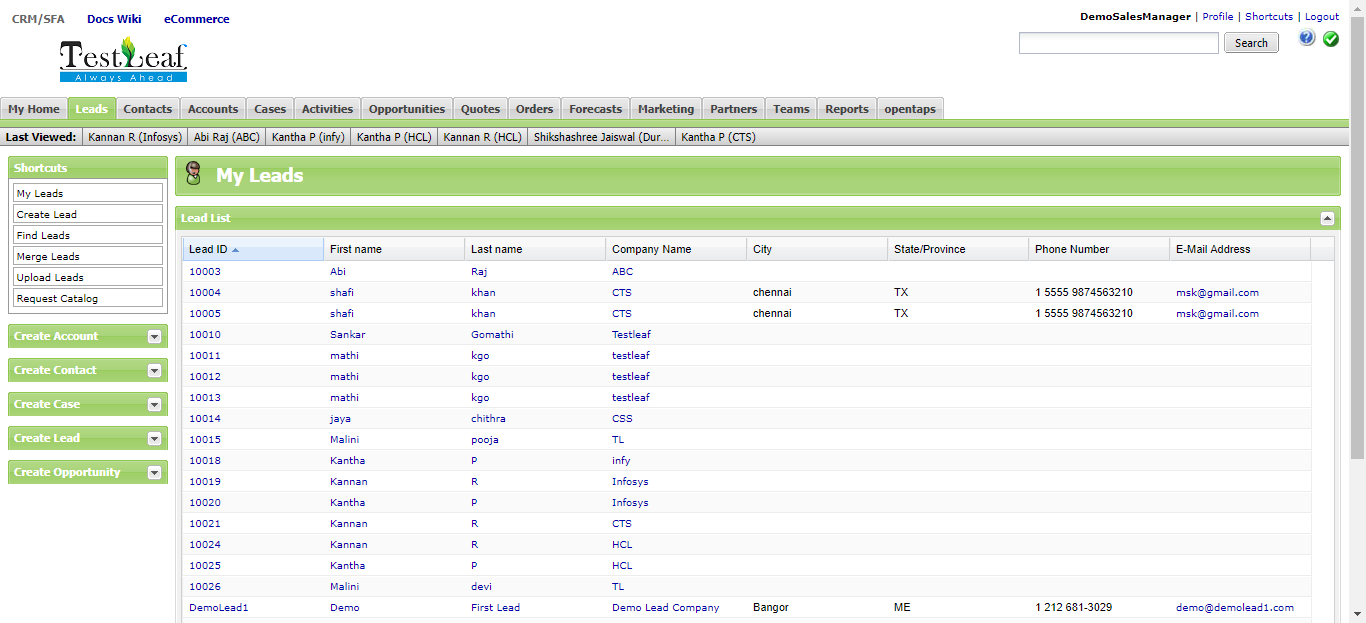 CRM/SFA Docs Wiki eCommerce
DemoSalesManager | Profile | Shortcuts | Logout
TestLeaf
Always Ahead
Search
My Home Leads Contacts Accounts Cases Activities Opportunities Quotes Orders Forecasts Marketing Partners Teams Reports opentaps
Last Viewed: Kannan R (Infosys) Abi Raj (ABC) Kantha P (infy) Kantha P (HCL) Kannan R (HCL) Shikshashree Jaiswal (Dur... Kantha P (CTS)
Shortcuts
My Leads
Create Lead
Find Leads
Merge Leads
Upload Leads
Request Catalog
Create Account
Create Contact
Create Case
Create Lead
Create Opportunity
My Leads
Lead List
Lead ID First name Last name Company Name City State/Province Phone Number E-Mail Address
10003 Abi Raj ABC
10004 shafi khan CTS chennai TX 1 5555 9874563210 msk@gmail.com
10005 shafi khan CTS chennai TX 1 5555 9874563210 msk@gmail.com
10010 Sankar Gomathi Testleaf
10011 mathi kgo testleaf
10012 mathi kgo testleaf
10013 mathi kgo testleaf
10014 jaya chithra CSS
10015 Malini pooja TL
10018 Kantha P infy
10019 Kannan R Infosys
10020 Kantha P Infosys
10021 Kannan R CTS
10024 Kannan R HCL
10025 Kantha P HCL
10026 Malini devi TL
DemoLead1 Demo First Lead Demo Lead Company Bangor ME 1 212 681-3029 demo@demolead1.com